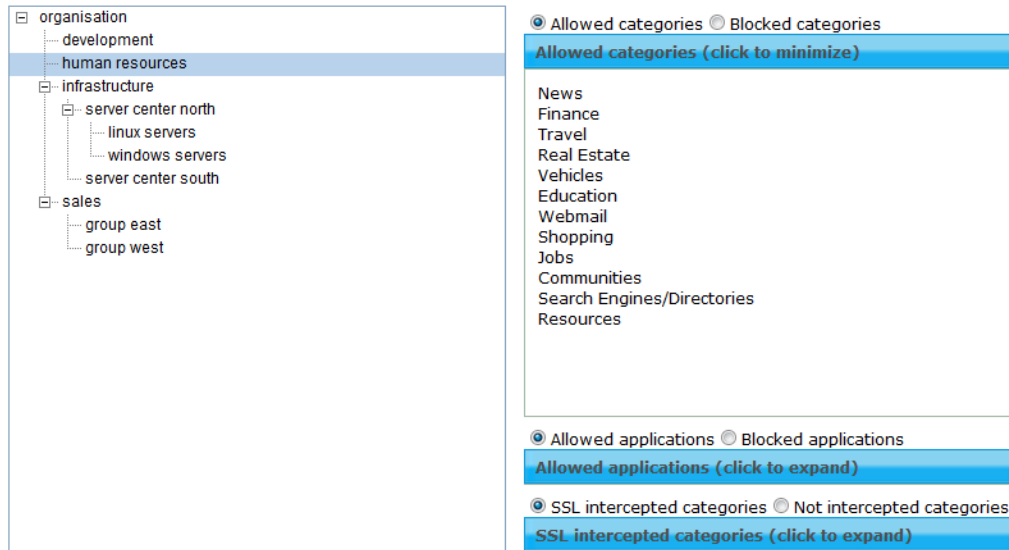 organisation
development
human resources
infrastructure
server center north
linux servers
windows servers
server center south
sales
group east
group west
Allowed categories Blocked categories
Allowed categories (click to minimize)
News
Finance
Travel
Real Estate
Vehicles
Education
Webmail
Shopping
Jobs
Communities
Search Engines/Directories
Resources
Allowed applications Blocked applications
Allowed applications (click to expand)
SSL intercepted categories Not intercepted categories
SSL intercepted categories (click to expand)